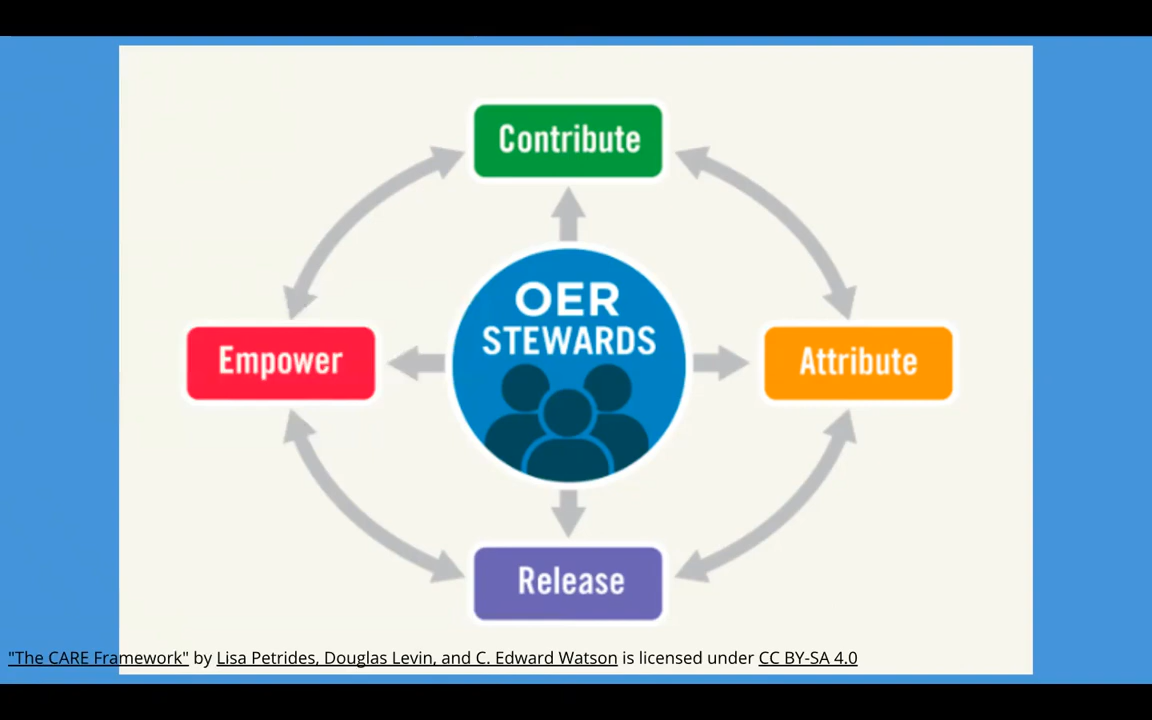 Contribute
OER
STEWARDS
Empower
Attribute
Release
"The CARE Framework" by Lisa Petrides, Douglas Levin, and C. Edward Watson is licensed under CC BY-SA 4.0